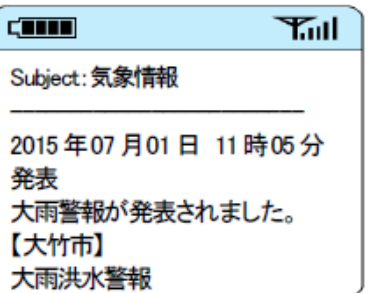 Subject: 気象情報
------------------------
2015年07月01日 11時05分
発表
大雨警報が発表されました。
【大竹市】
大雨洪水警報